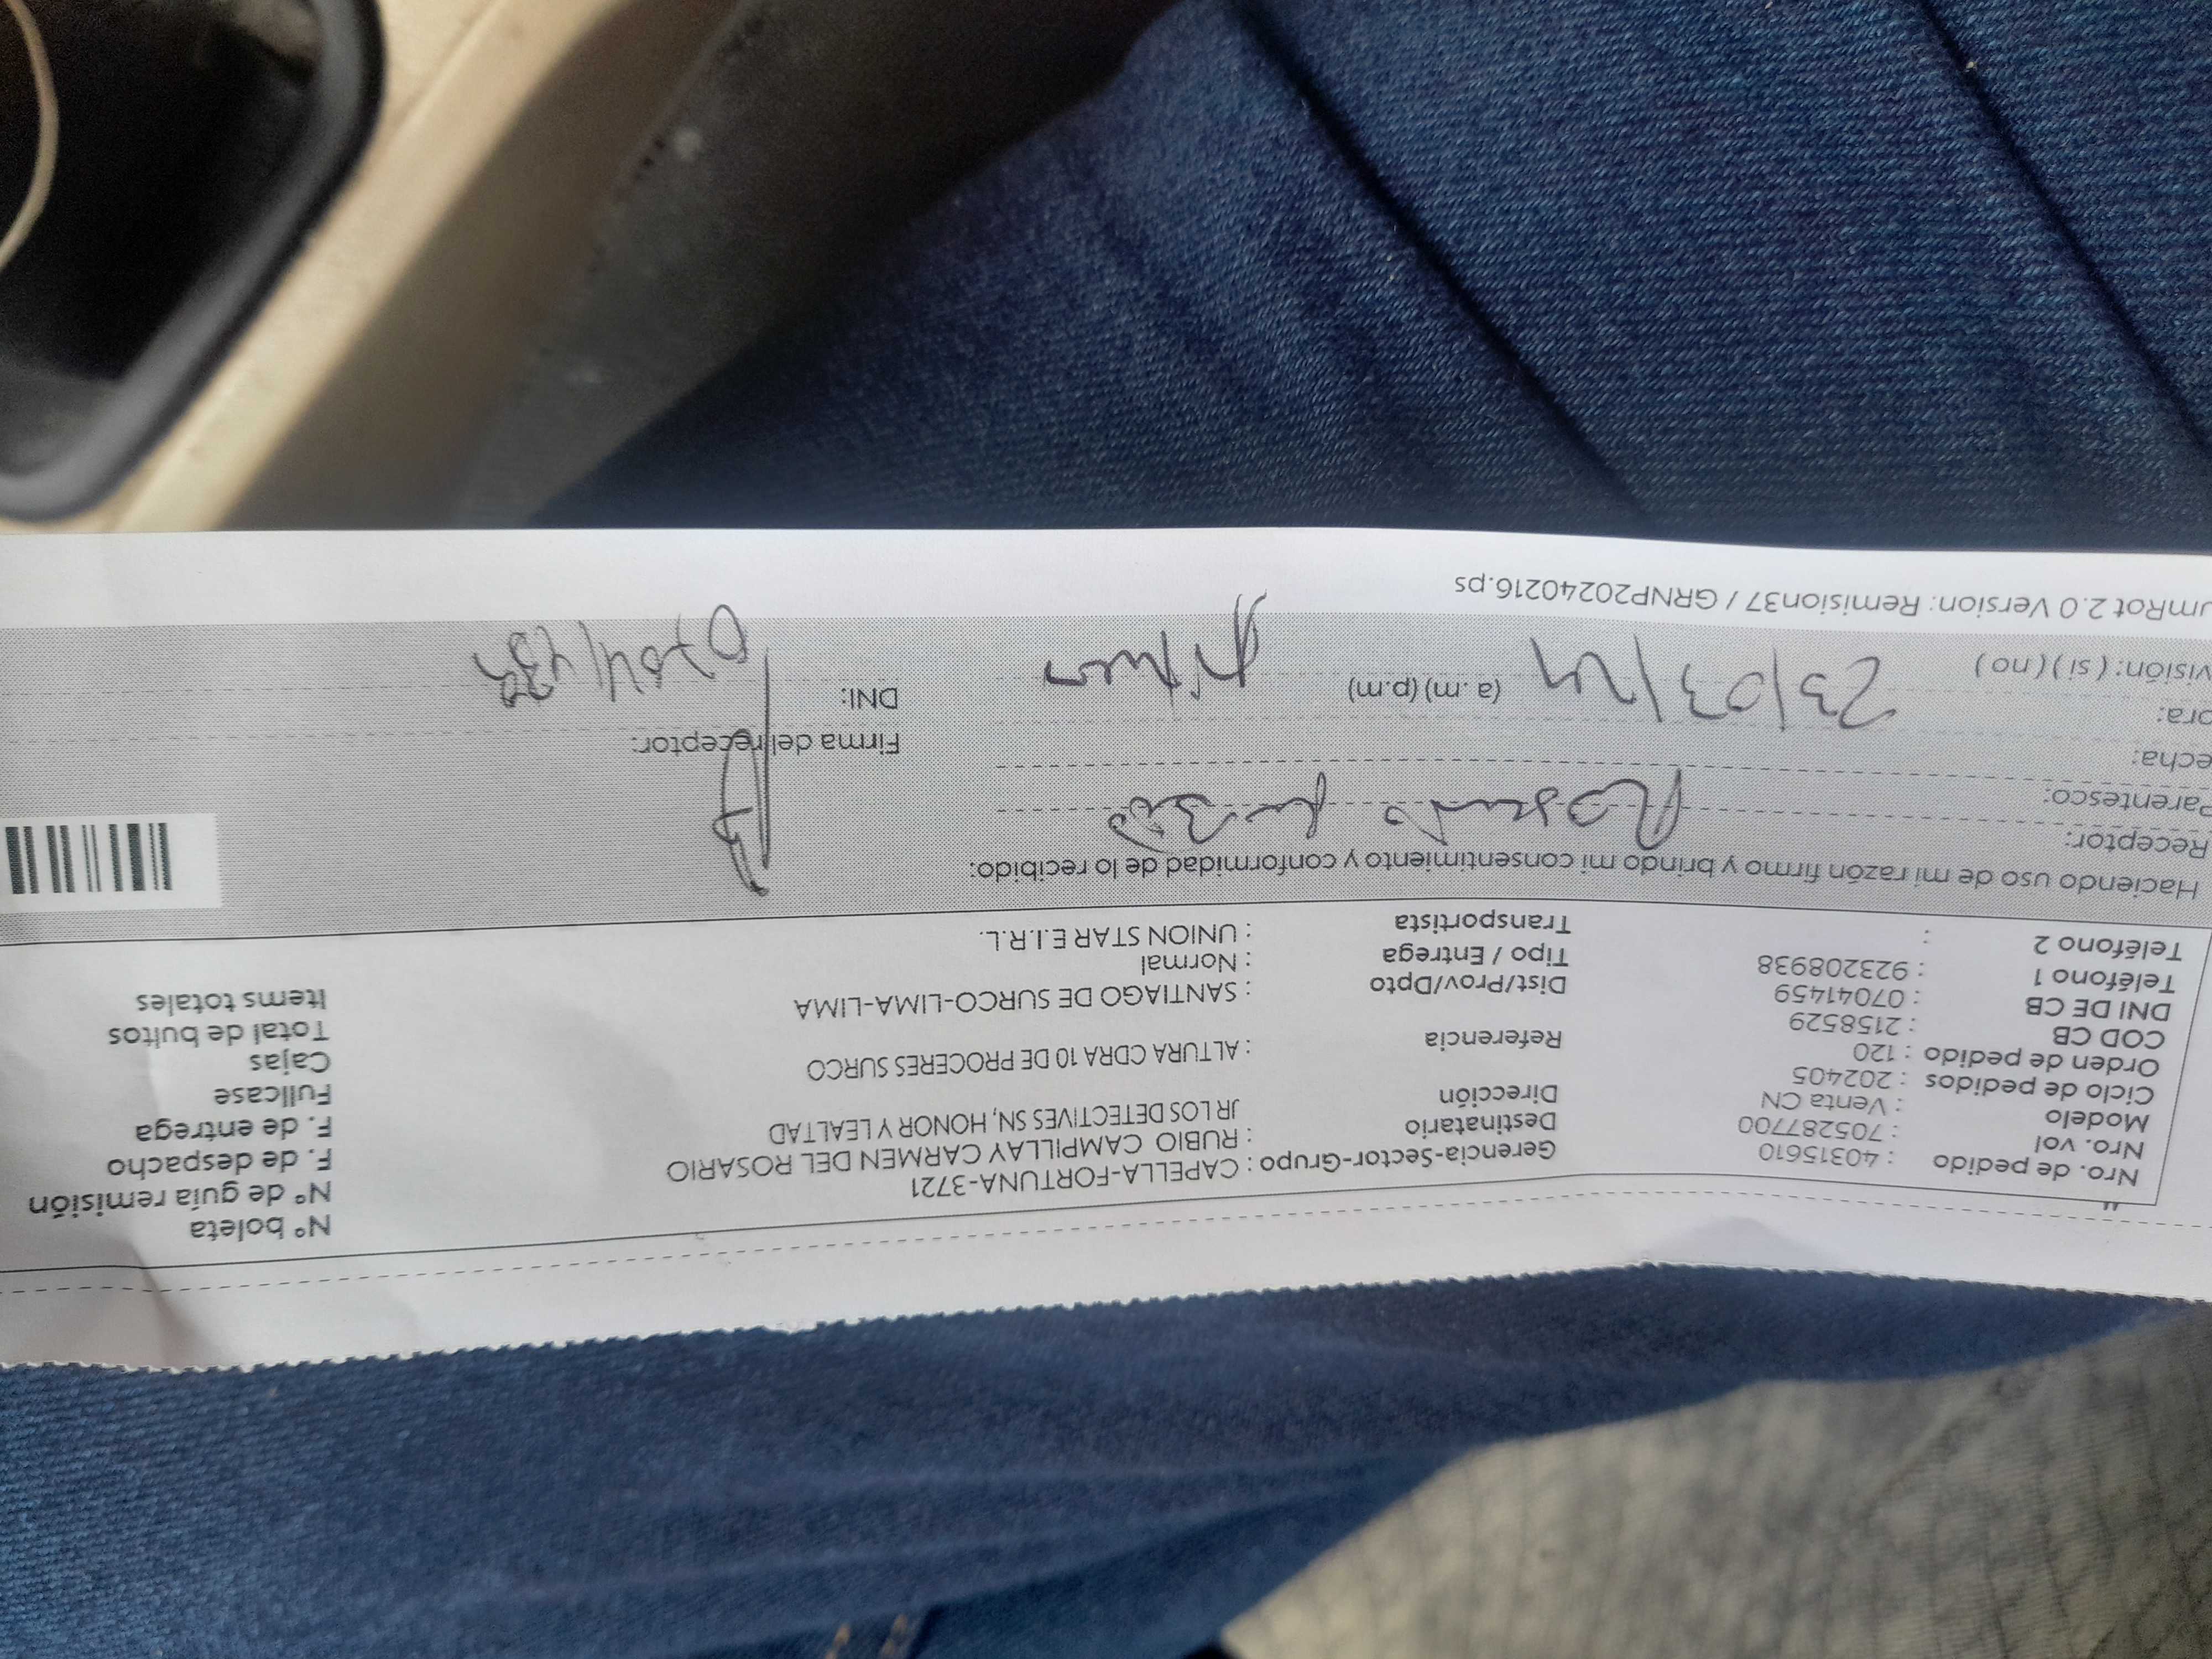 Nº boleta
Nº de guía remisión
F. de despacho
F. de entrega
Fullcase
Cajas
Total de bultos
Items totales
Nro. de pedido : 40315610
Nro. vol : 705287700
Modelo : Venta CN
Ciclo de pedidos : 202405
Orden de pedido : 120
COD CB : 2158529
DNI DE CB : 07041459
Teléfono 1 : 923208938
Teléfono 2 :
Gerencia-Sector-Grupo : CAPELLA-FORTUNA-3721
Destinatario : RUBIO CAMPILLAY CARMEN DEL ROSARIO
Dirección JR LOS DETECTIVES SN, HONOR Y LEALTAD
Referencia : ALTURA CDRA 10 DE PROCERES SURCO
Dist/Prov/Dpto : SANTIAGO DE SURCO-LIMA-LIMA
Tipo / Entrega : Normal
Transportista : UNION STAR E.I.R.L.
Haciendo uso de mi razón firmo y brindo mi consentimiento y conformidad de lo recibido:
Receptor:
Parentesco:
echa:
ora: 23/03/24 (a.m) (p.m)
visión: ( si ) ( no )
Firma del receptor:
DNI:
umRot 2.0 Version: Remision37 / GRNP20240216.ps